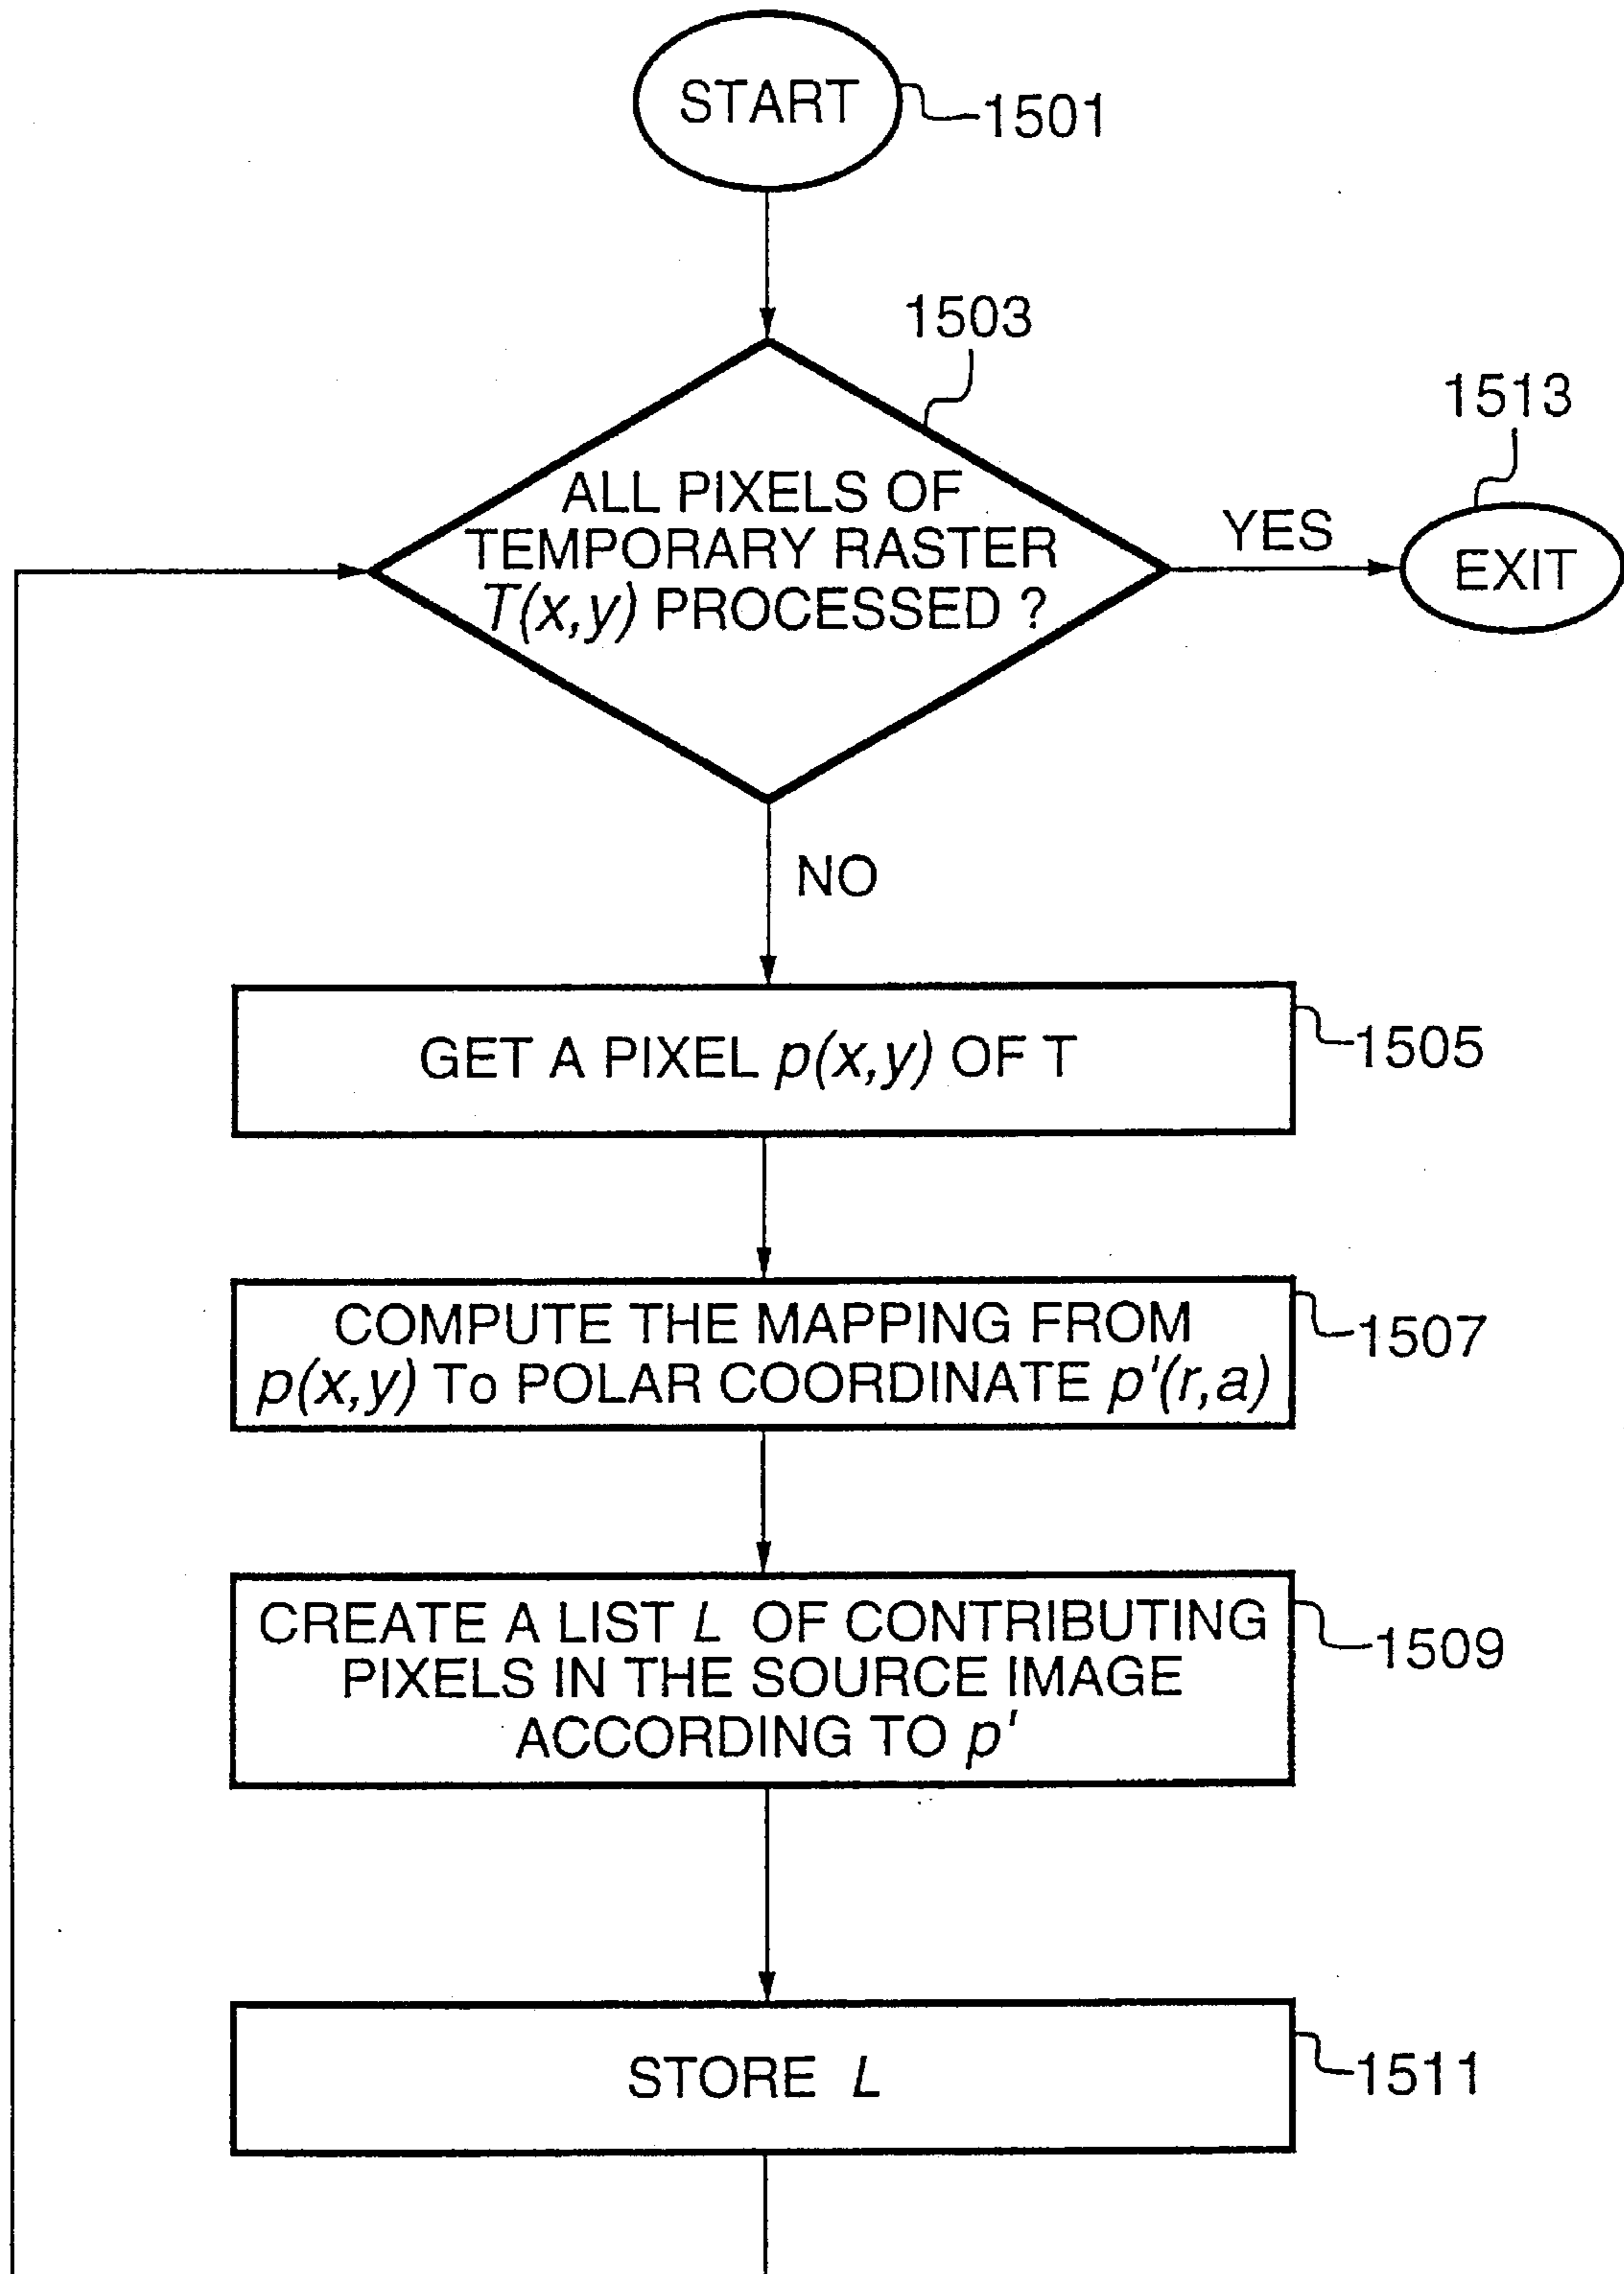 START
1501
1503
1513
ALL PIXELS OF
TEMPORARY RASTER
T(x,y) PROCESSED ?
YES
EXIT
NO
GET A PIXEL p(x,y) OF T
1505
COMPUTE THE MAPPING FROM
p(x,y) To POLAR COORDINATE p'(r,a)
1507
CREATE A LIST L OF CONTRIBUTING
PIXELS IN THE SOURCE IMAGE
ACCORDING TO p'
1509
STORE L
1511